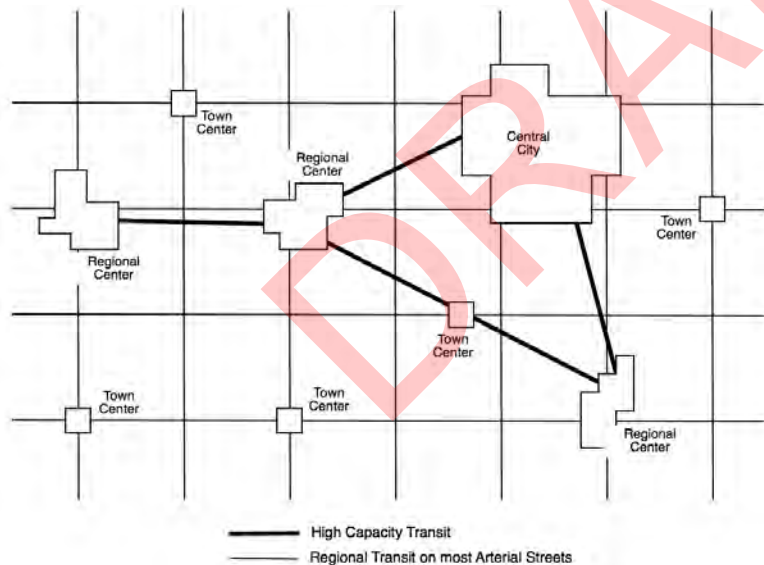 Town
Center
Regional
Center
Central
City
Town
Center
Regional
Center
Town
Center
Town
Center
Town
Center
Regional
Center
High Capacity Transit
Regional Transit on most Arterial Streets